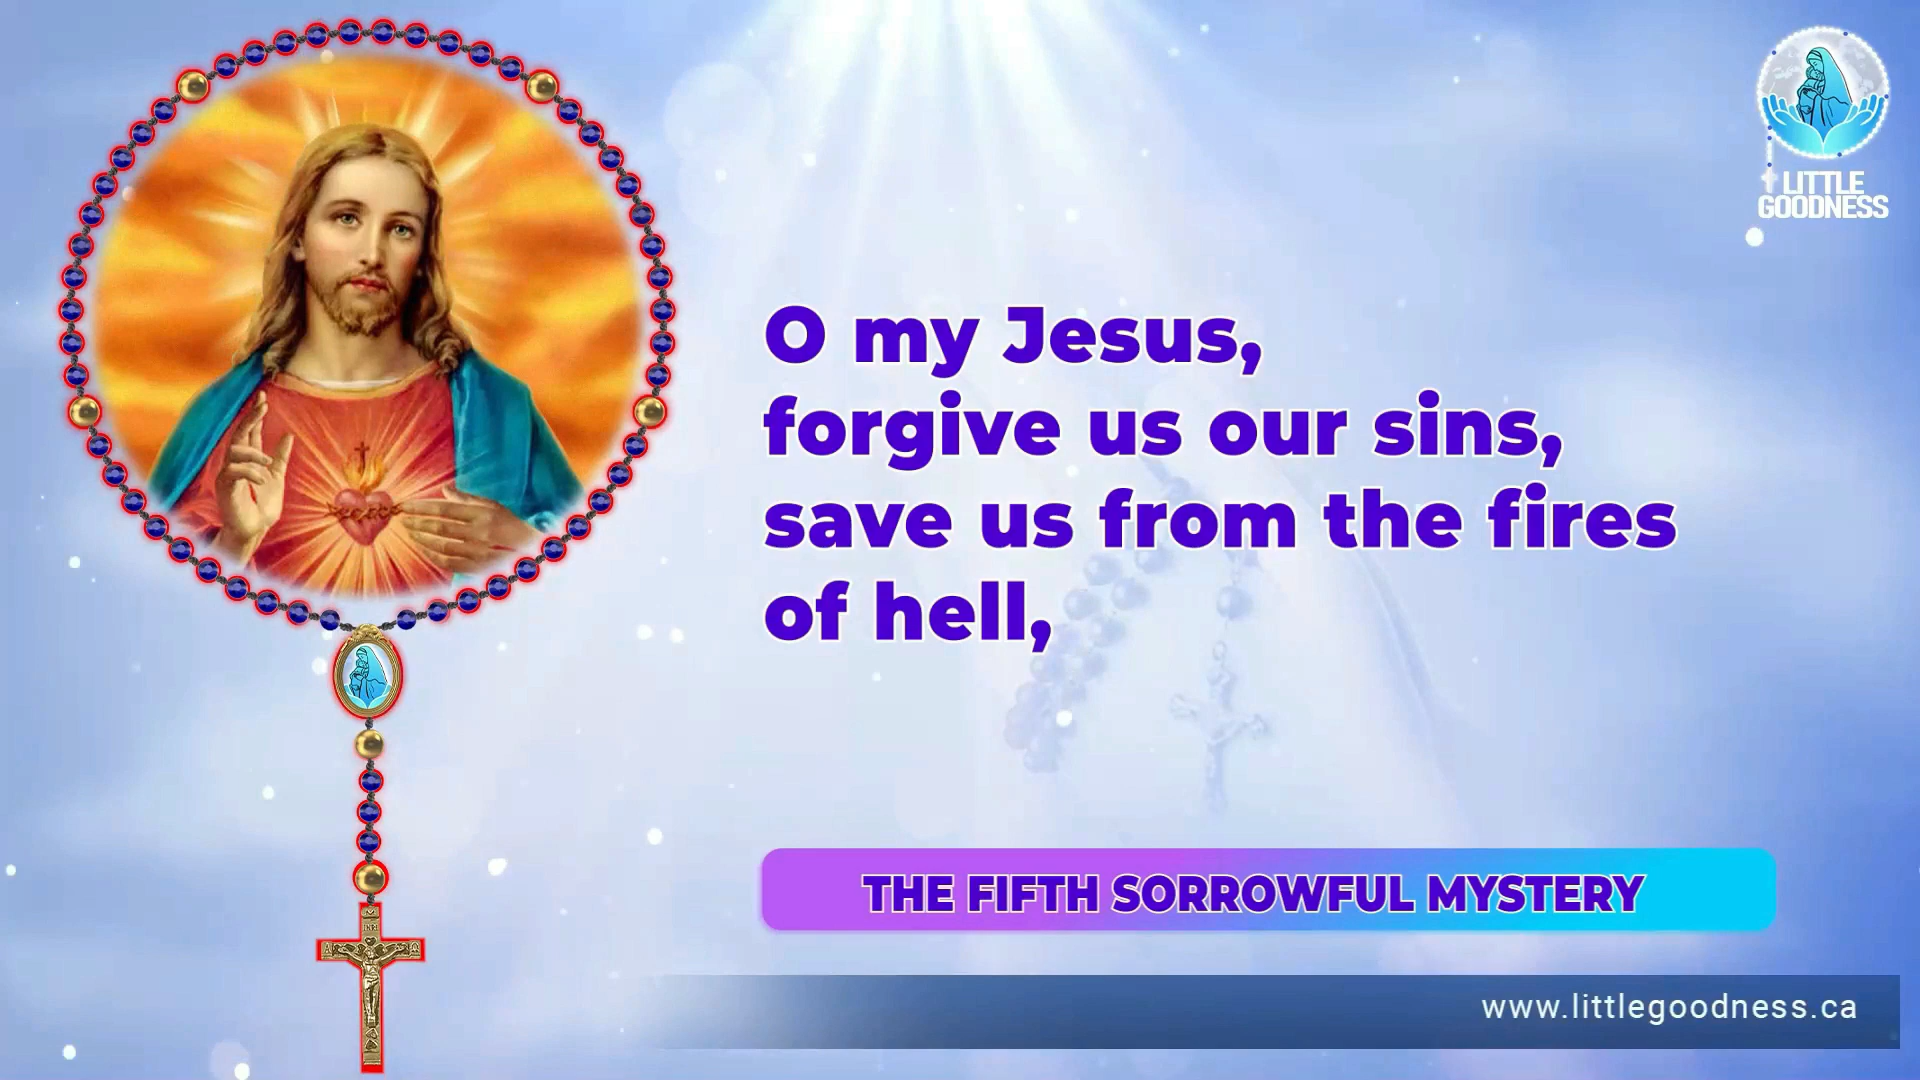 LITTLE
GOODNESS
O my Jesus,
forgive us our sins,
save us from the fires
of hell,
THE FIFTH SORROWFUL MYSTERY
INRI
www.littlegoodness.ca